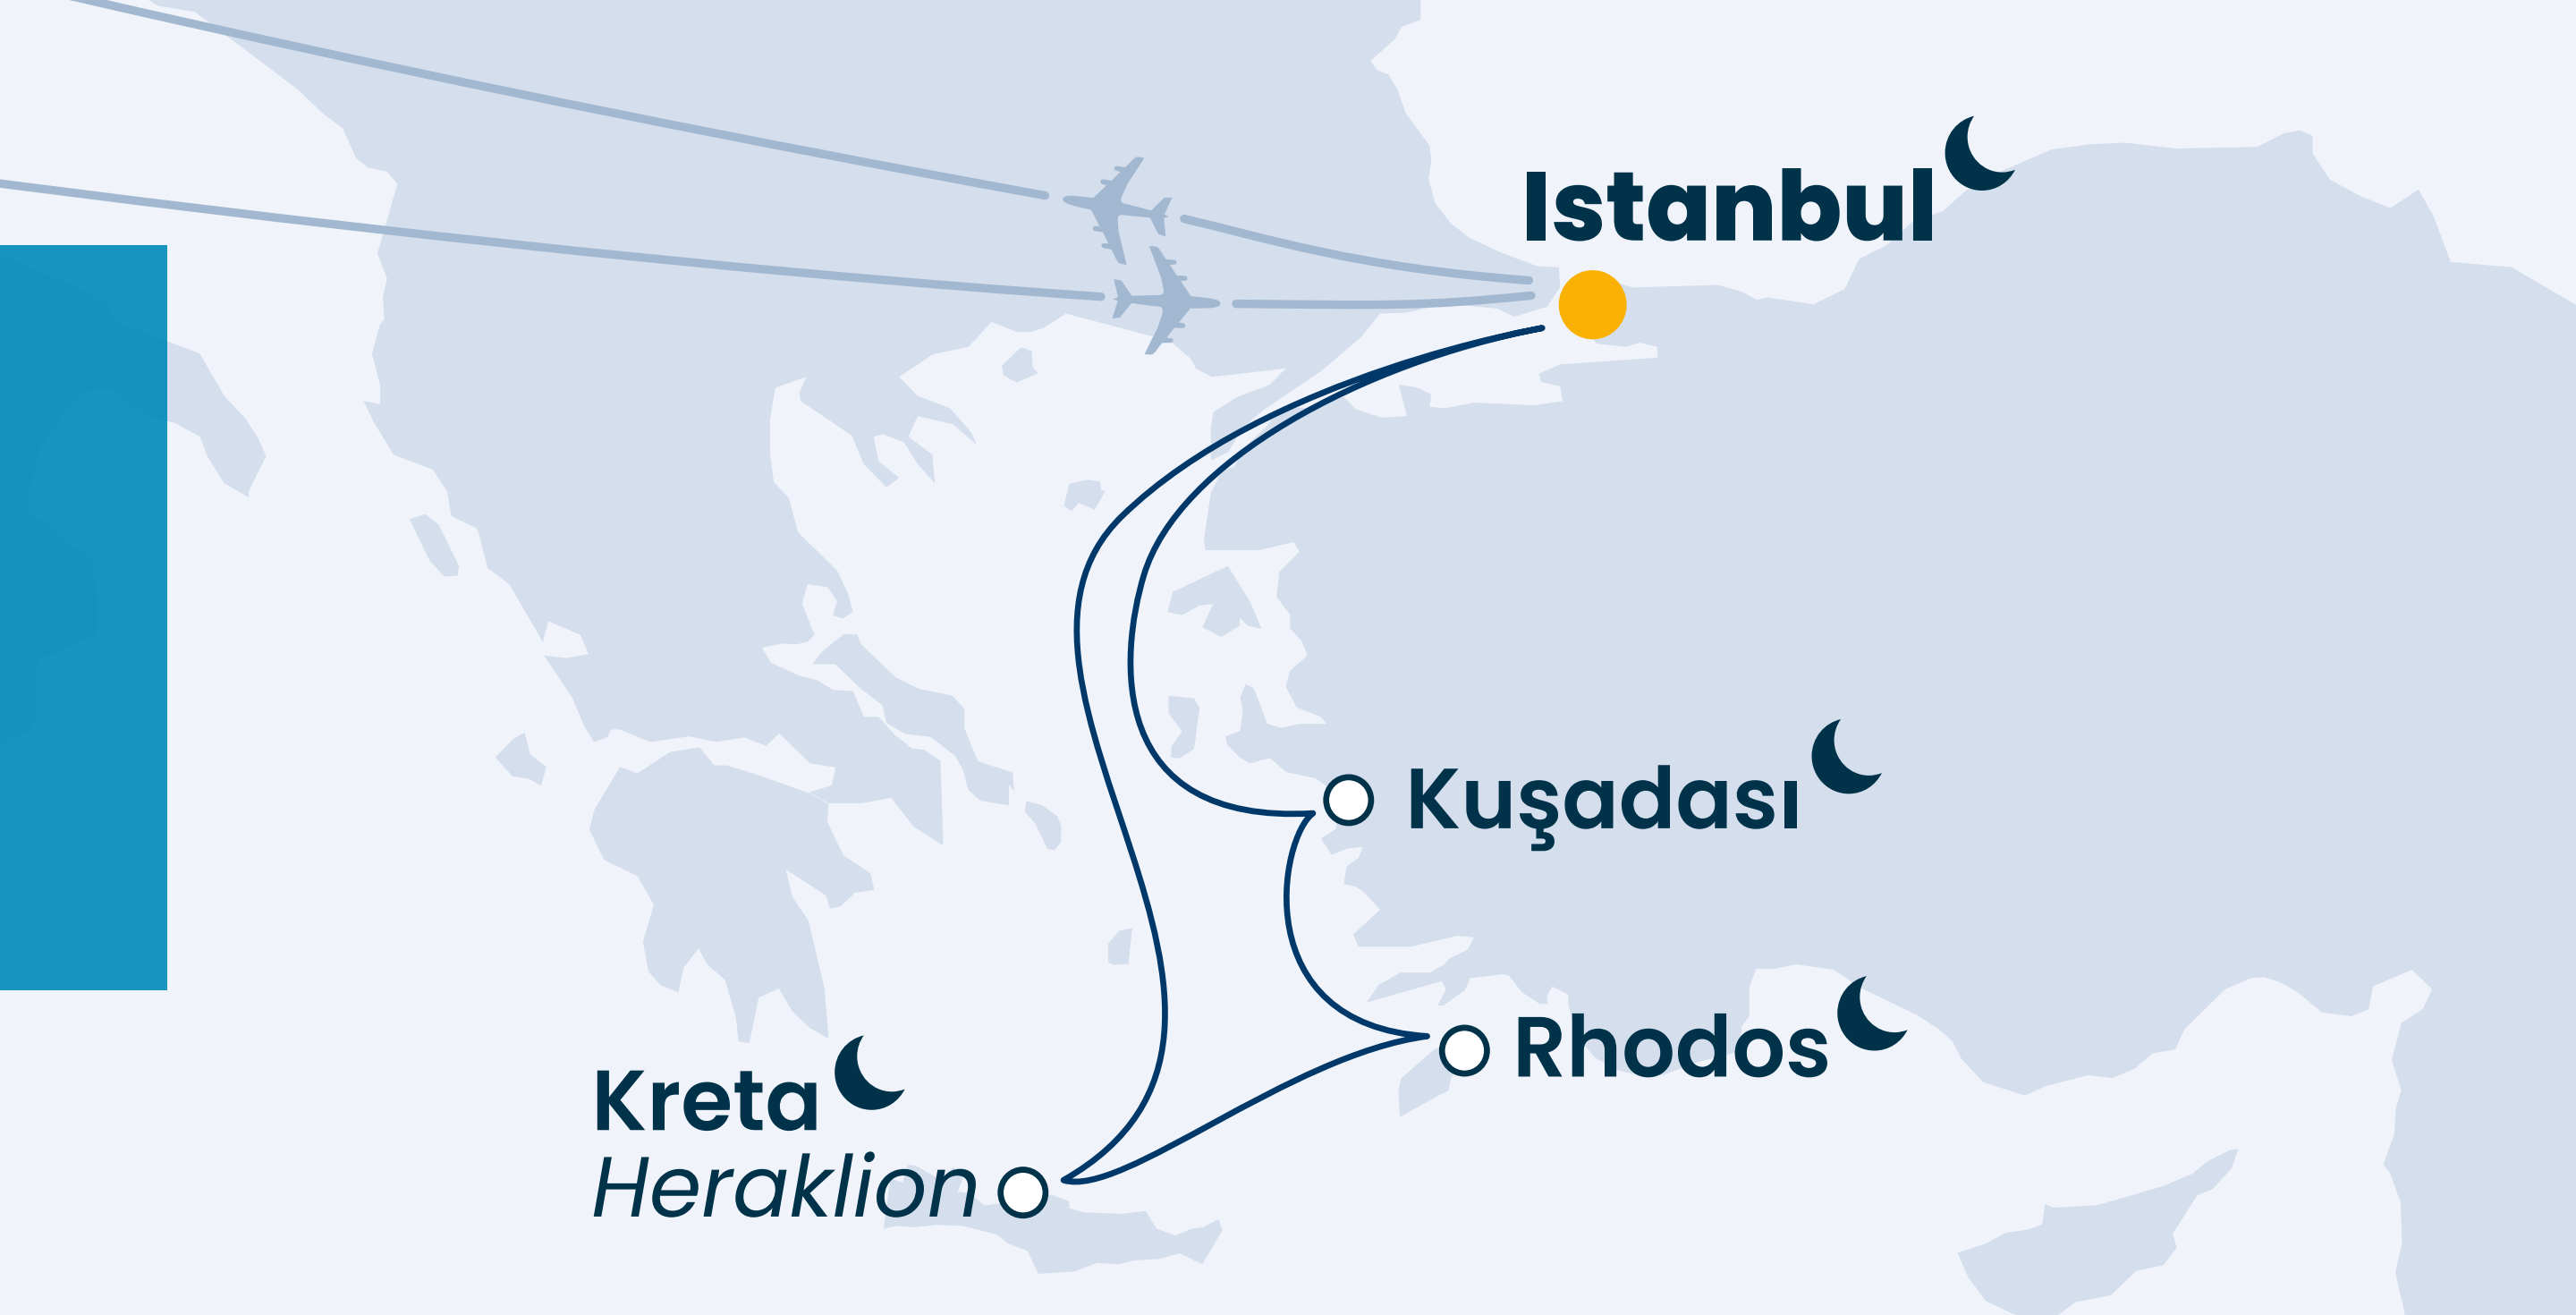 Istanbul
Kuşadası
Rhodos
Kreta
Heraklion